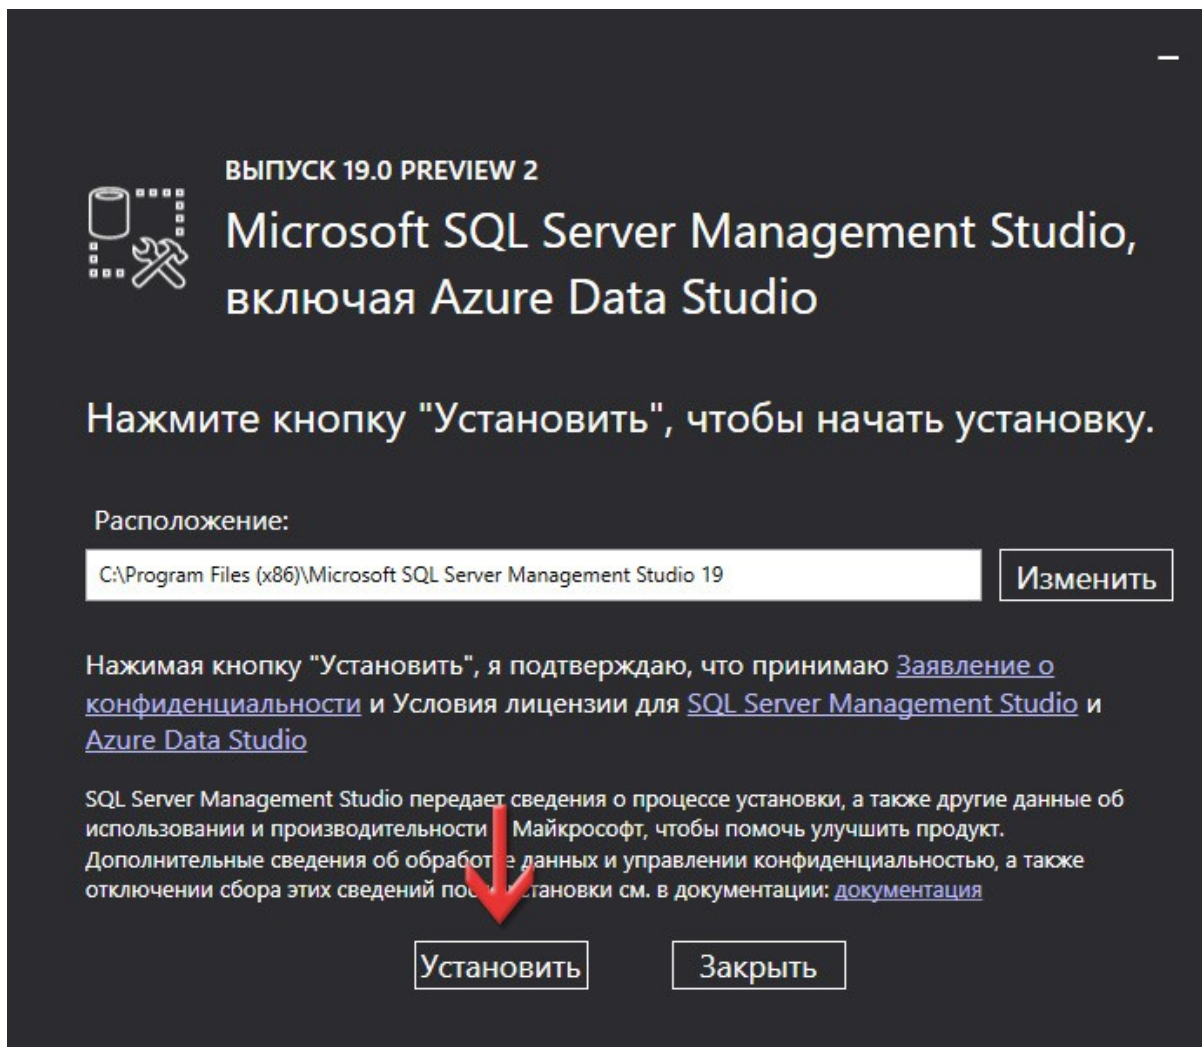 ВЫПУСК 19.0 PREVIEW 2
Microsoft SQL Server Management Studio,
включая Azure Data Studio
Нажмите кнопку "Установить", чтобы начать установку.
Расположение:
C:\Program Files (x86)\Microsoft SQL Server Management Studio 19
Изменить
Нажимая кнопку "Установить", я подтверждаю, что принимаю Заявление о
конфиденциальности и Условия лицензии для SQL Server Management Studio и
Azure Data Studio
SQL Server Management Studio передает сведения о процессе установки, а также другие данные об
использовании и производительности Майкрософт, чтобы помочь улучшить продукт.
Дополнительные сведения об обработке данных и управлении конфиденциальностью, а также
отключении сбора этих сведений после установки см. в документации: документация
Установить
Закрыть